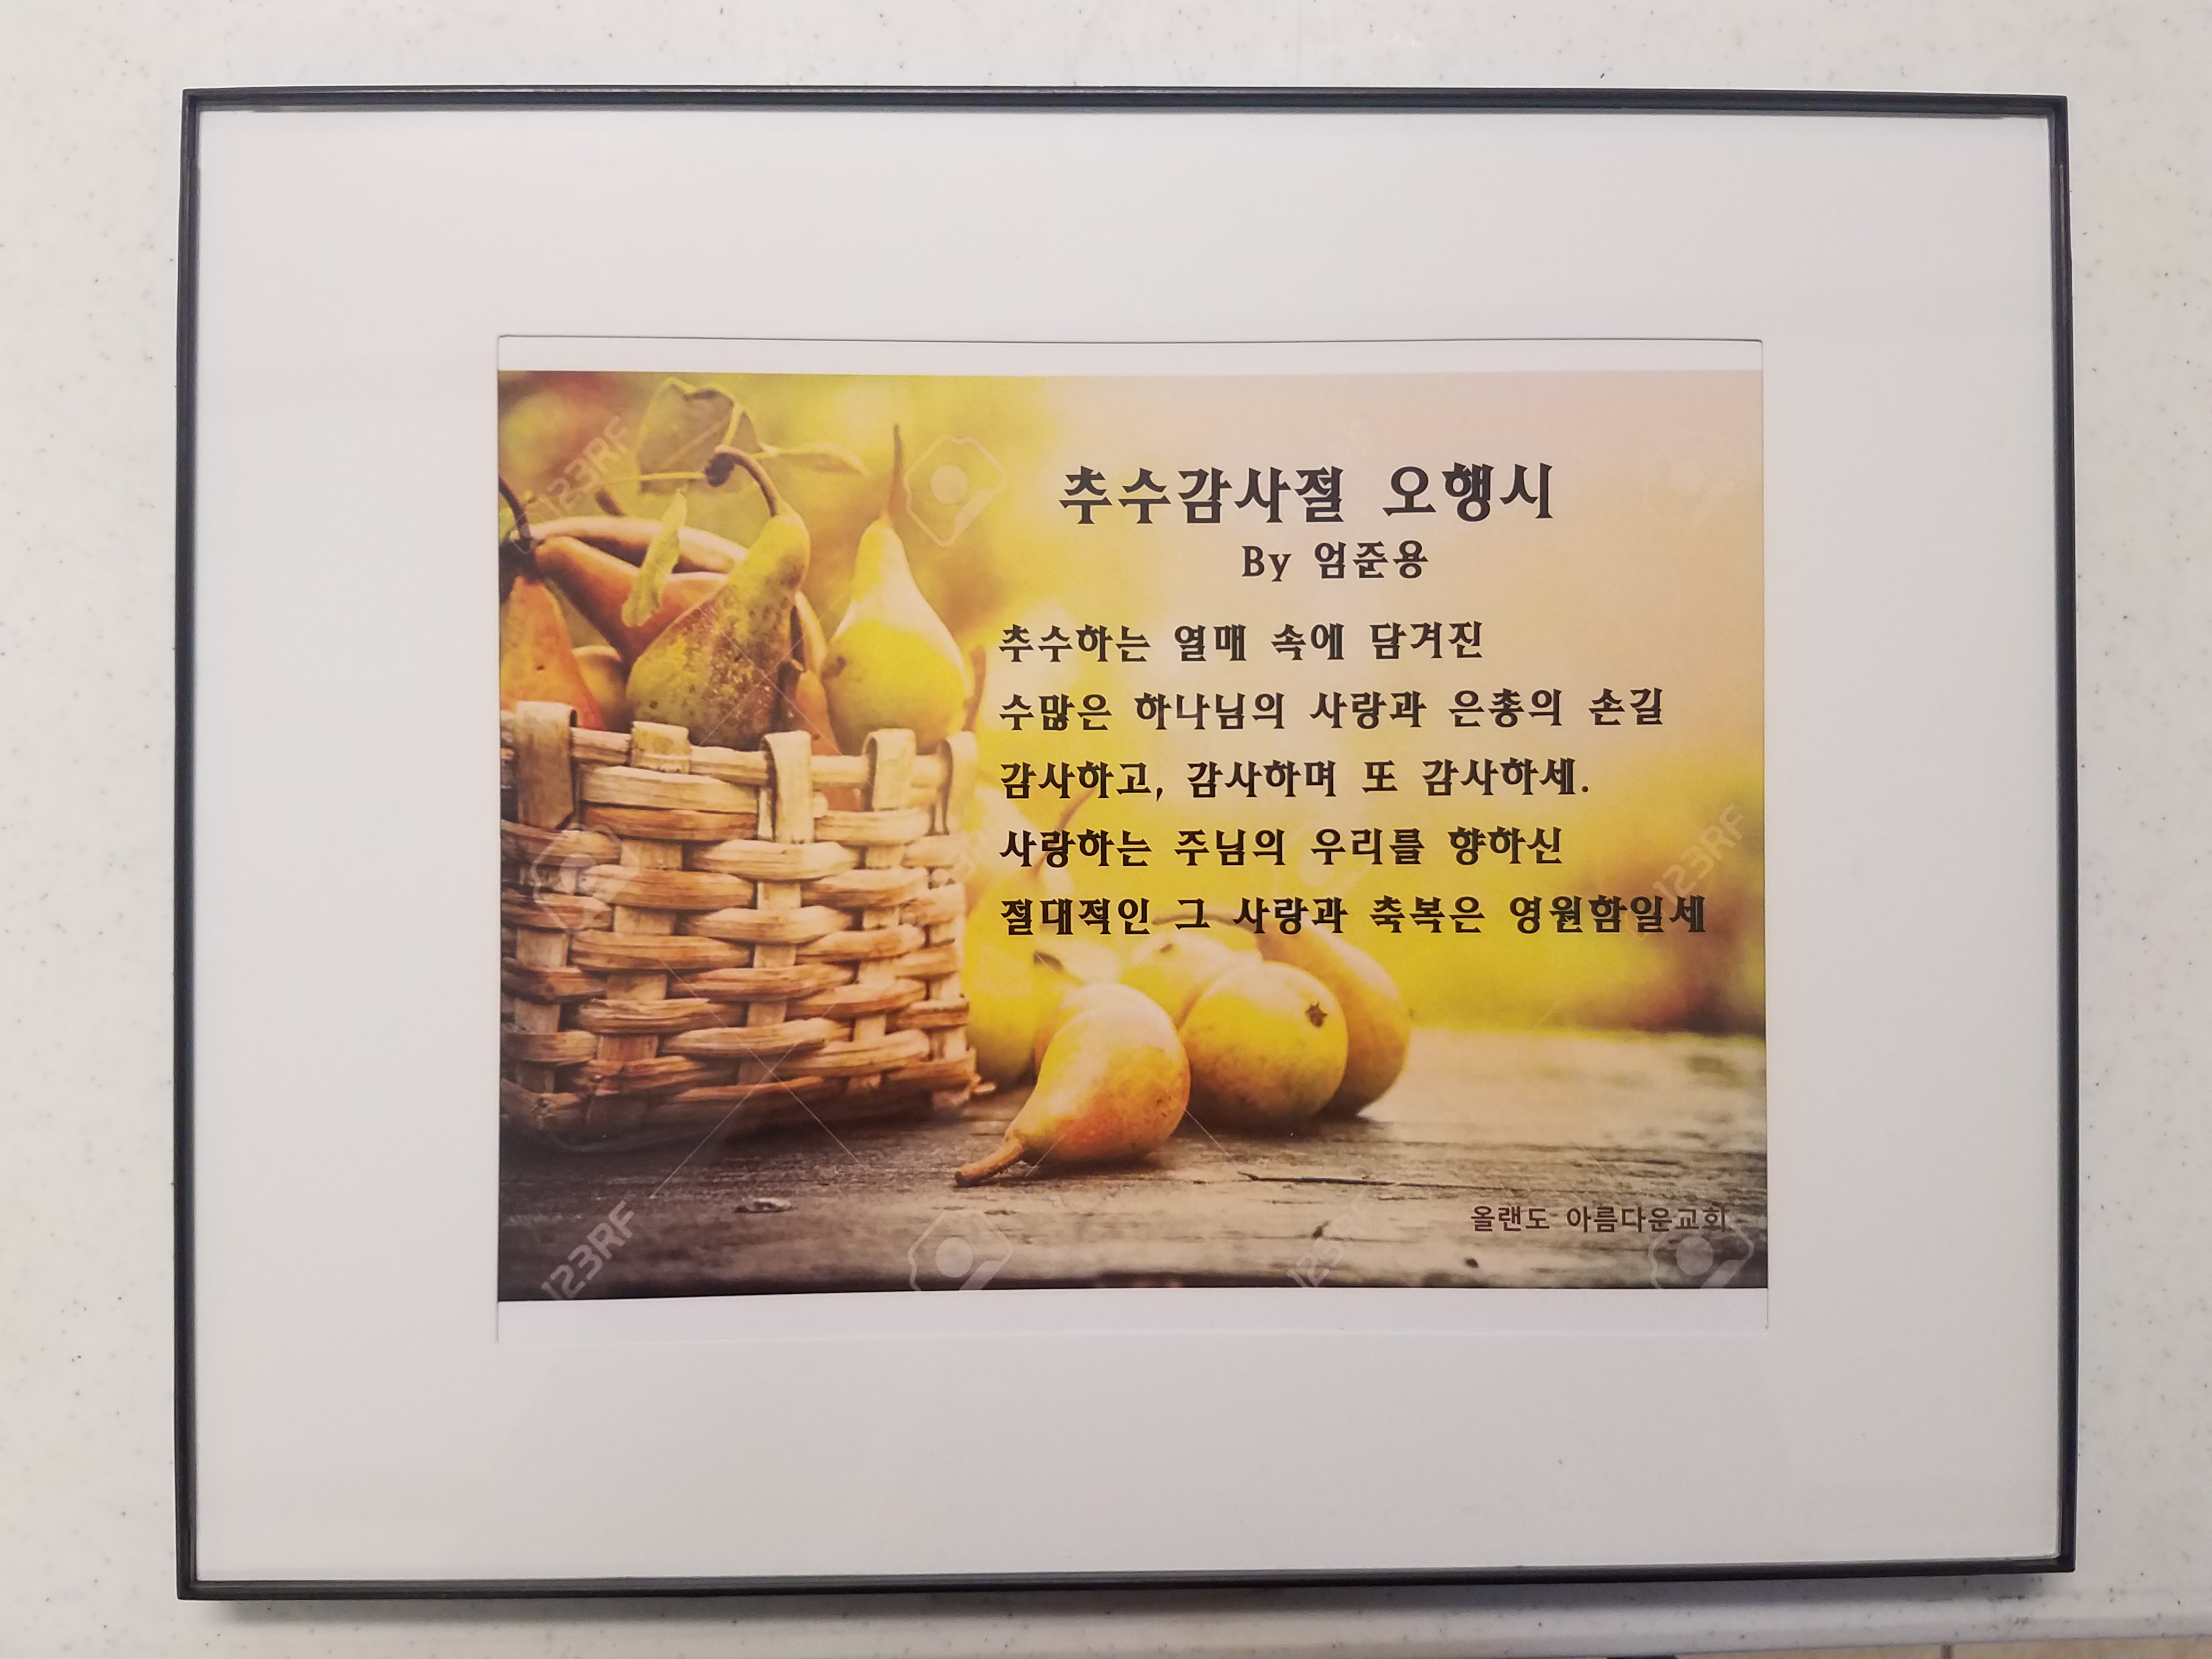 추수감사절 오행시
By 엄준용
추수하는 열매 속에 담겨진
수많은 하나님의 사랑과 은총의 손길
감사하고, 감사하며 또 감사하세.
사랑하는 주님의 우리를 향하신
절대적인 그 사랑과 축복은 영원함일세
올랜도 아름다운교회
123RF
123RF
123RF
123RF